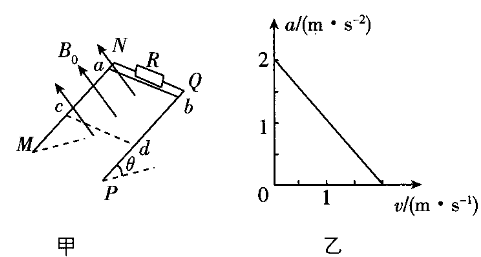 N
B₀
R
a
Q
b
c
M
d
θ
P
甲
a/(m·s⁻²)
2
1
0
1
v/(m·s⁻¹)
乙